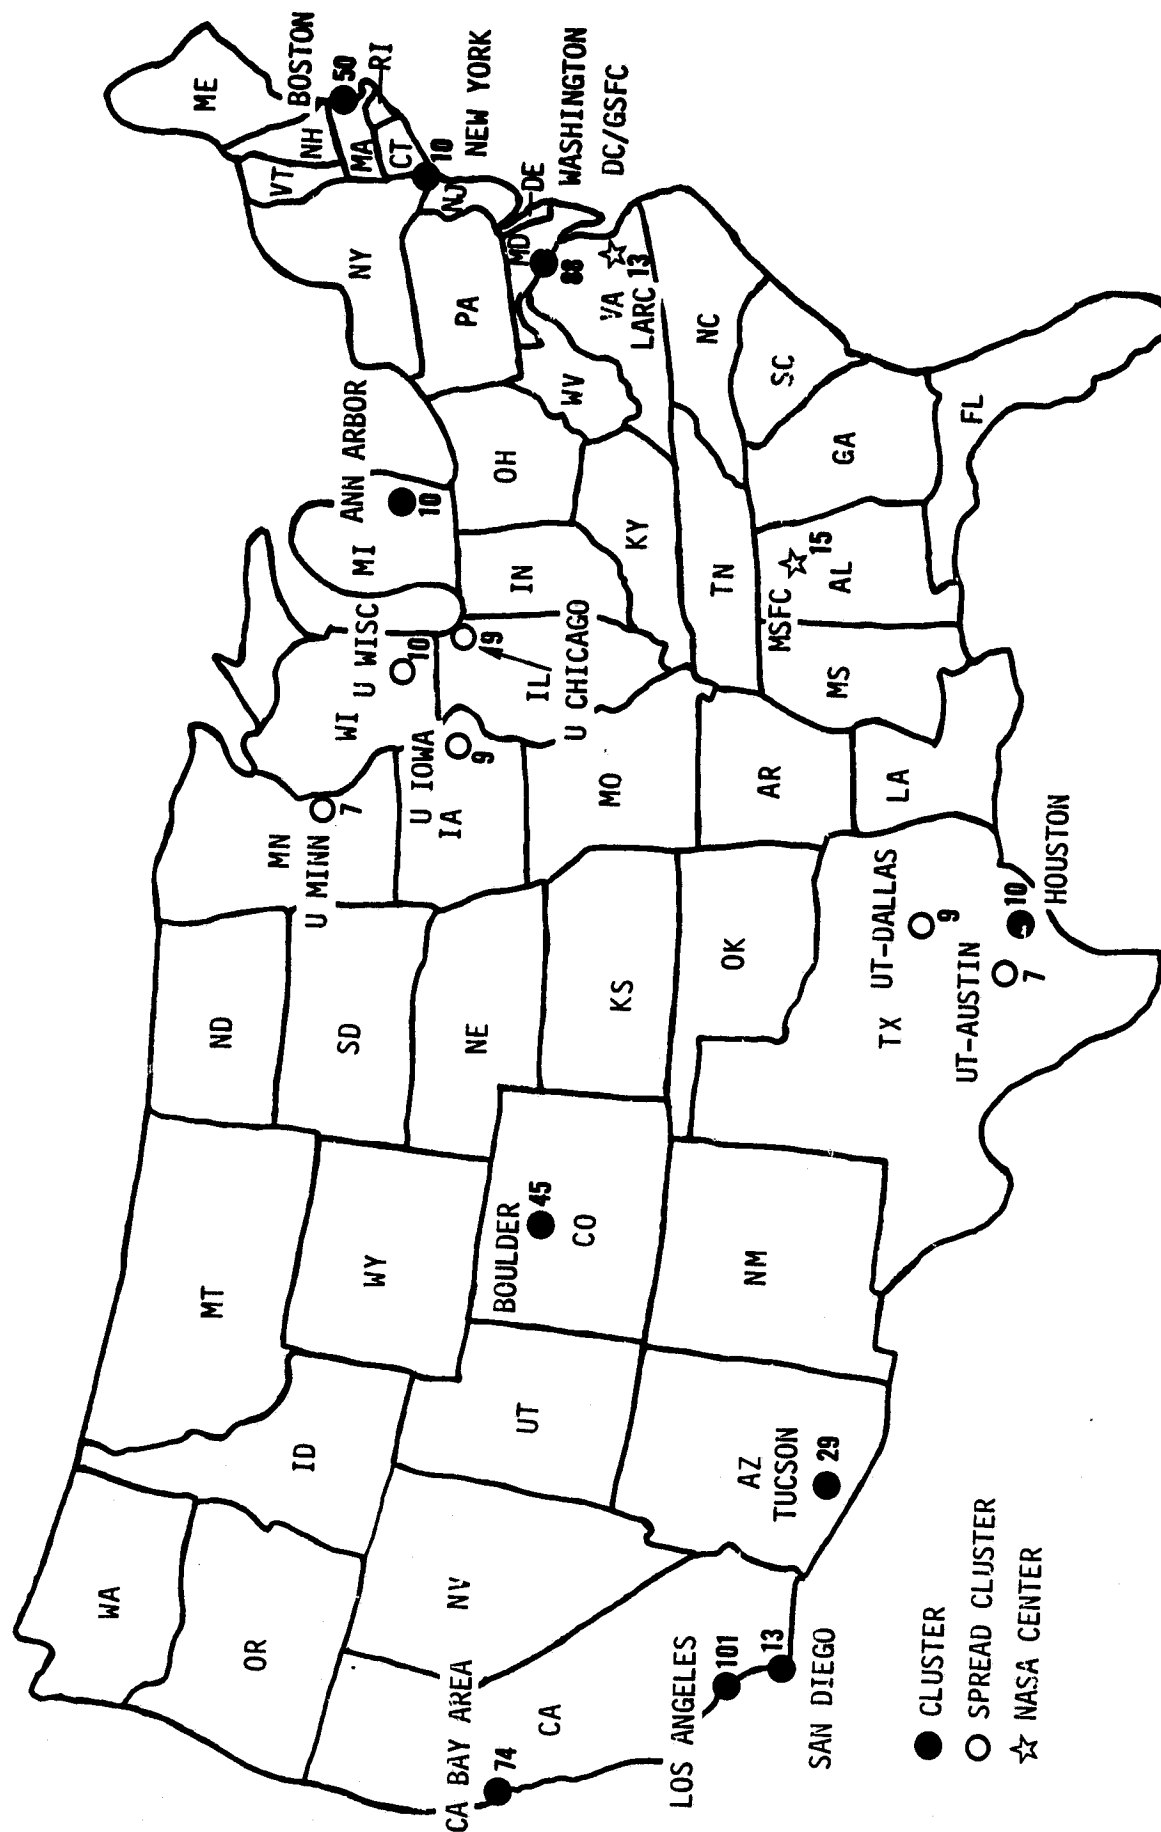 WA
OR
CA BAY AREA
74
CA
NV
ID
MT
WY
UT
BOULDER
45
CO
LOS ANGELES
101
13
SAN DIEGO
AZ
TUCSON
29
NM
ND
SD
NE
KS
OK
TX
UT-DALLAS
9
UT-AUSTIN
7
10
HOUSTON
MN
U MINN
7
WI
U WISC
10
U IOWA
IA
9
MO
AR
LA
IL
U CHICAGO
MI
ANN ARBOR
10
IN
OH
KY
TN
MS
MSFC
15
AL
GA
FL
SC
NC
VA
LARC
13
WV
PA
NY
VT
NH
ME
BOSTON
50
MA
RI
CT
10
NEW YORK
NJ
DE
MD
WASHINGTON
DC/GSFC
CLUSTER
SPREAD CLUSTER
NASA CENTER